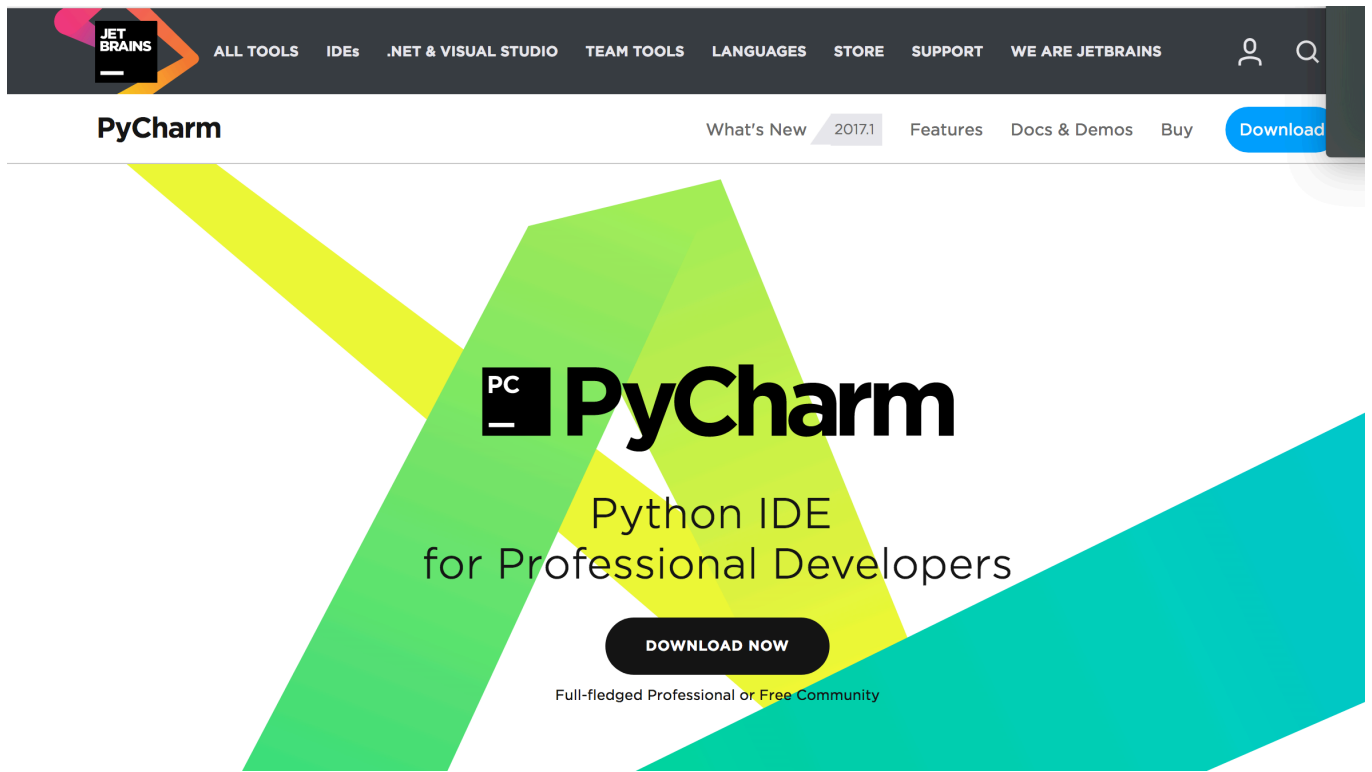 JET
BRAINS
ALL TOOLS IDEs .NET & VISUAL STUDIO TEAM TOOLS LANGUAGES STORE SUPPORT WE ARE JETBRAINS
PyCharm What's New 2017.1 Features Docs & Demos Buy Download
PC
PyCharm
Python IDE
for Professional Developers
DOWNLOAD NOW
Full-fledged Professional or Free Community